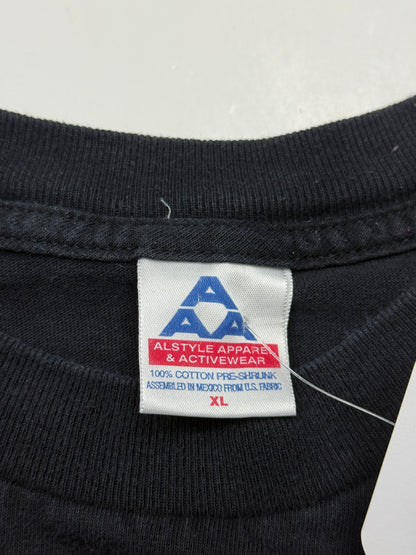 A
AAA
ALSTYLE APPAREL
& ACTIVEWEAR
100% COTTON PRE-SHRUNK
ASSEMBLED IN MEXICO FROM U.S. FABRIC
XL